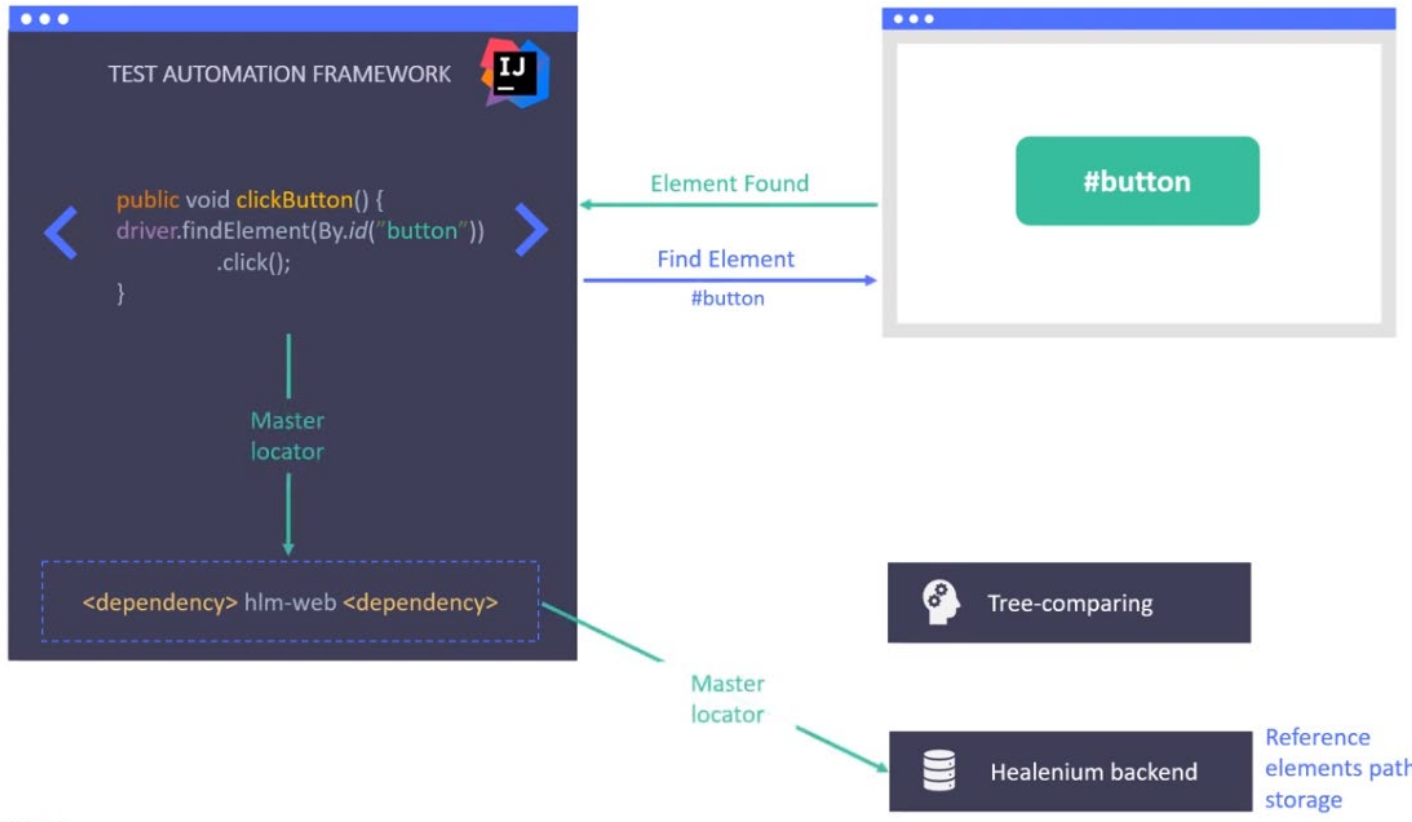 TEST AUTOMATION FRAMEWORK
IJ
public void clickButton() {
driver.findElement(By.id("button"))
.click();
}
Master
locator
<dependency> hlm-web <dependency>
Element Found
Find Element
#button
#button
Tree-comparing
Master
locator
Healenium backend
Reference
elements path
storage